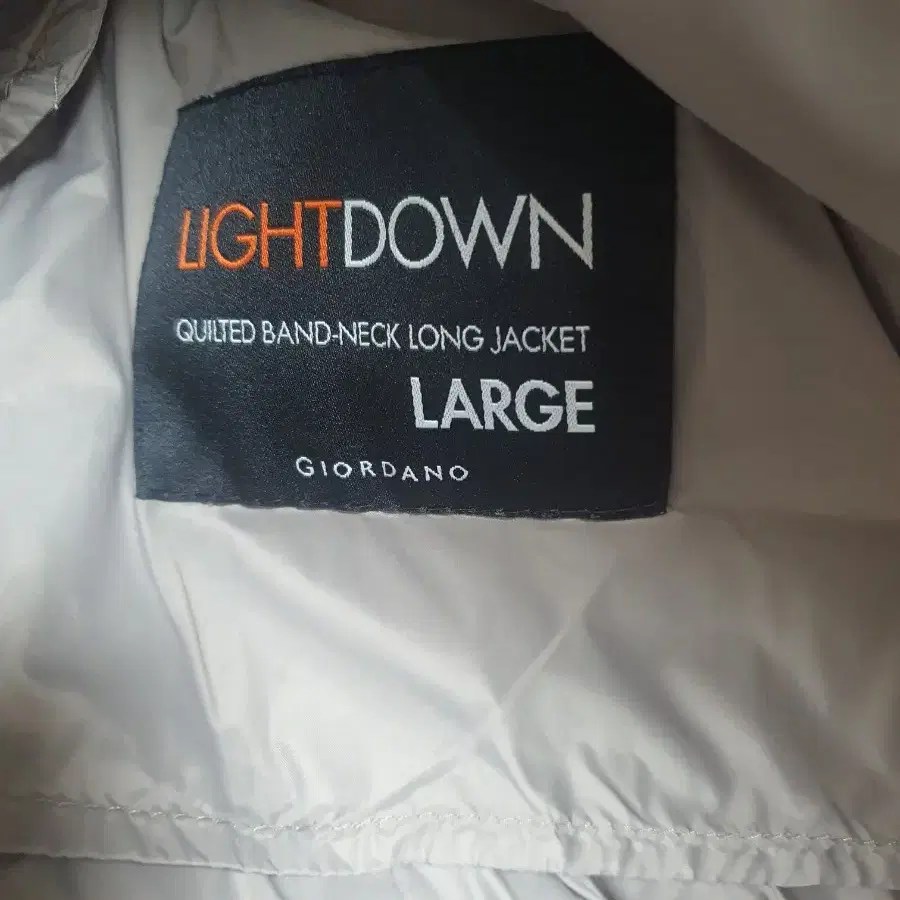 LIGHTDOWN
QUILTED BAND-NECK LONG JACKET
LARGE
GIORDANO